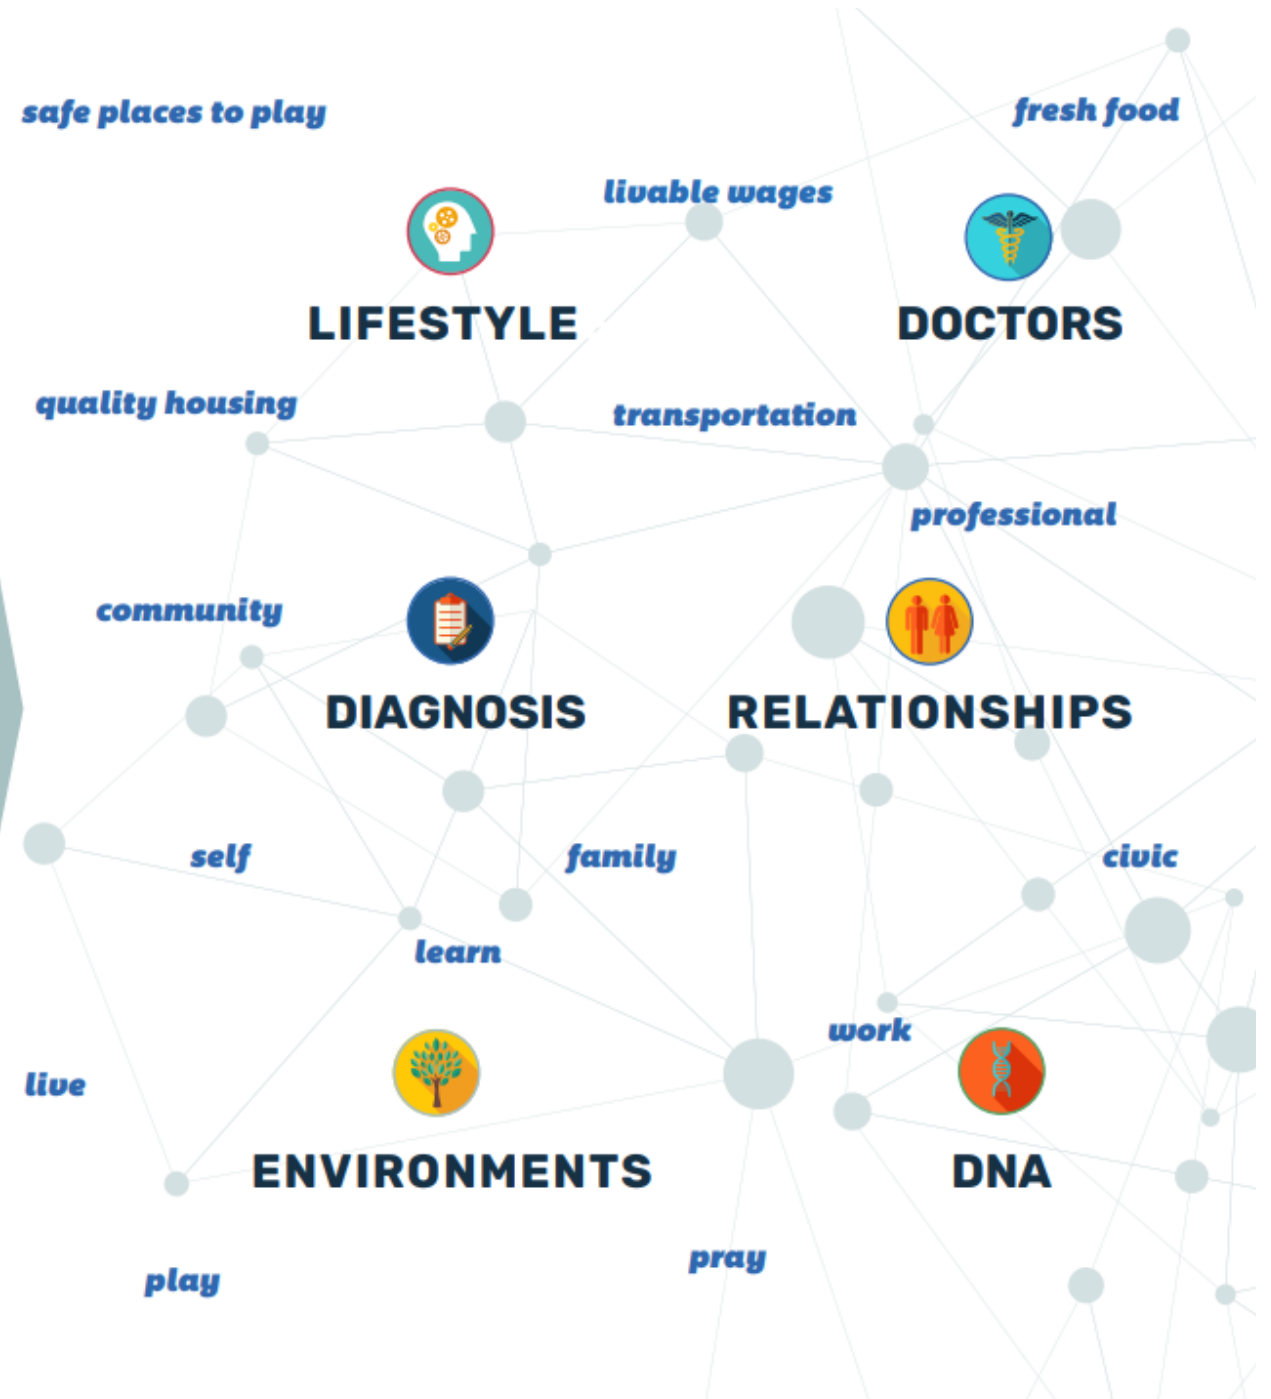 safe places to play
fresh food
livable wages
LIFESTYLE
DOCTORS
quality housing
transportation
professional
community
DIAGNOSIS
RELATIONSHIPS
self
family
civic
learn
work
live
ENVIRONMENTS
DNA
pray
play